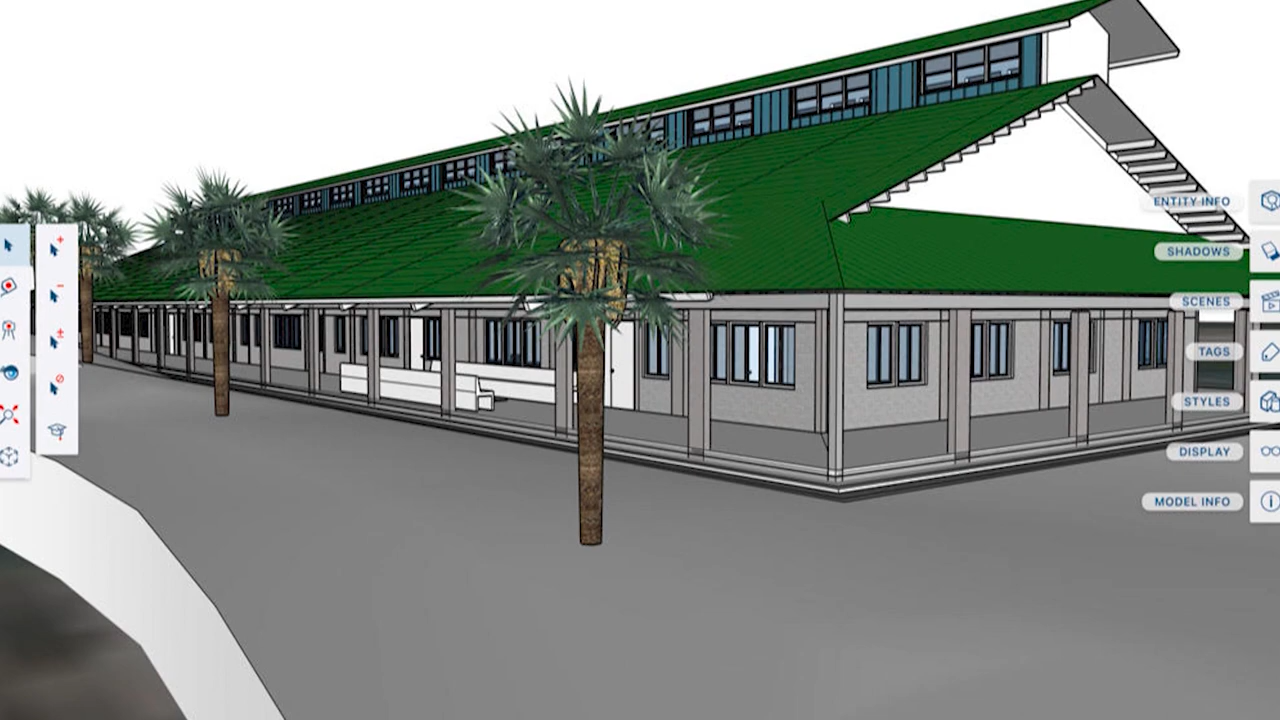 ENTITY INFO
SHADOWS
SCENES
TAGS
STYLES
DISPLAY
MODEL INFO